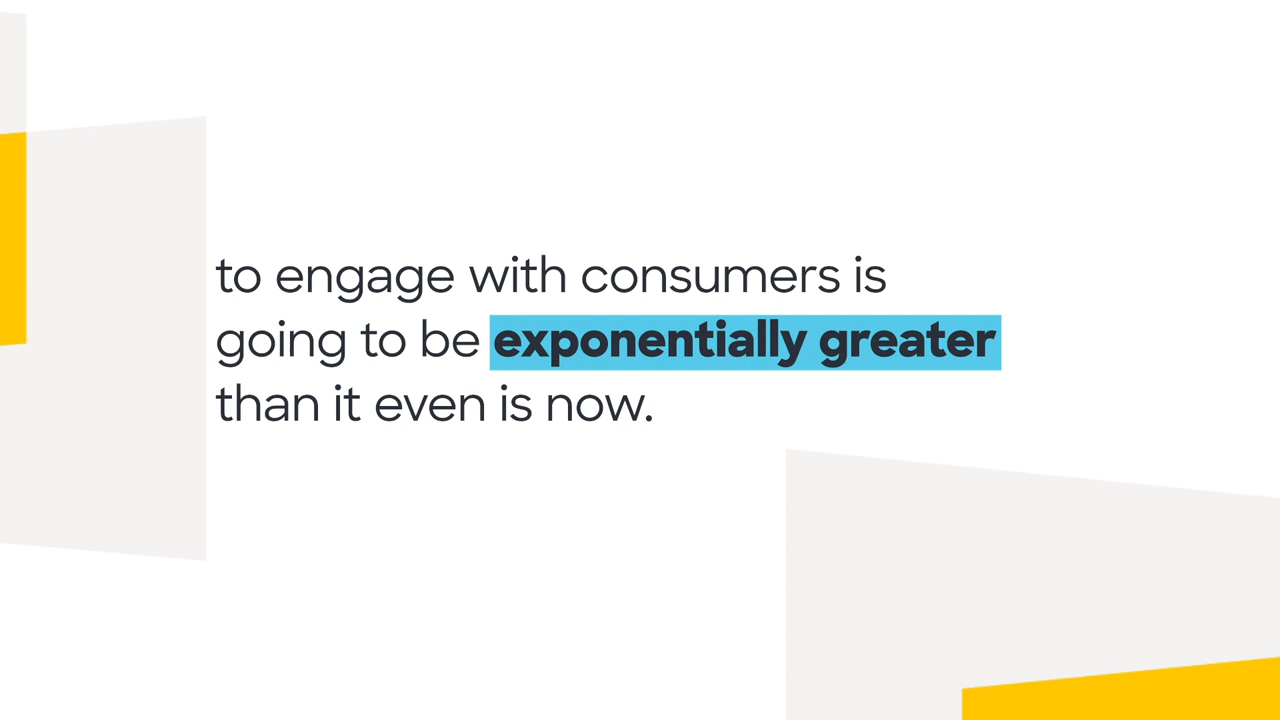 to engage with consumers is
going to be exponentially greater
than it even is now.